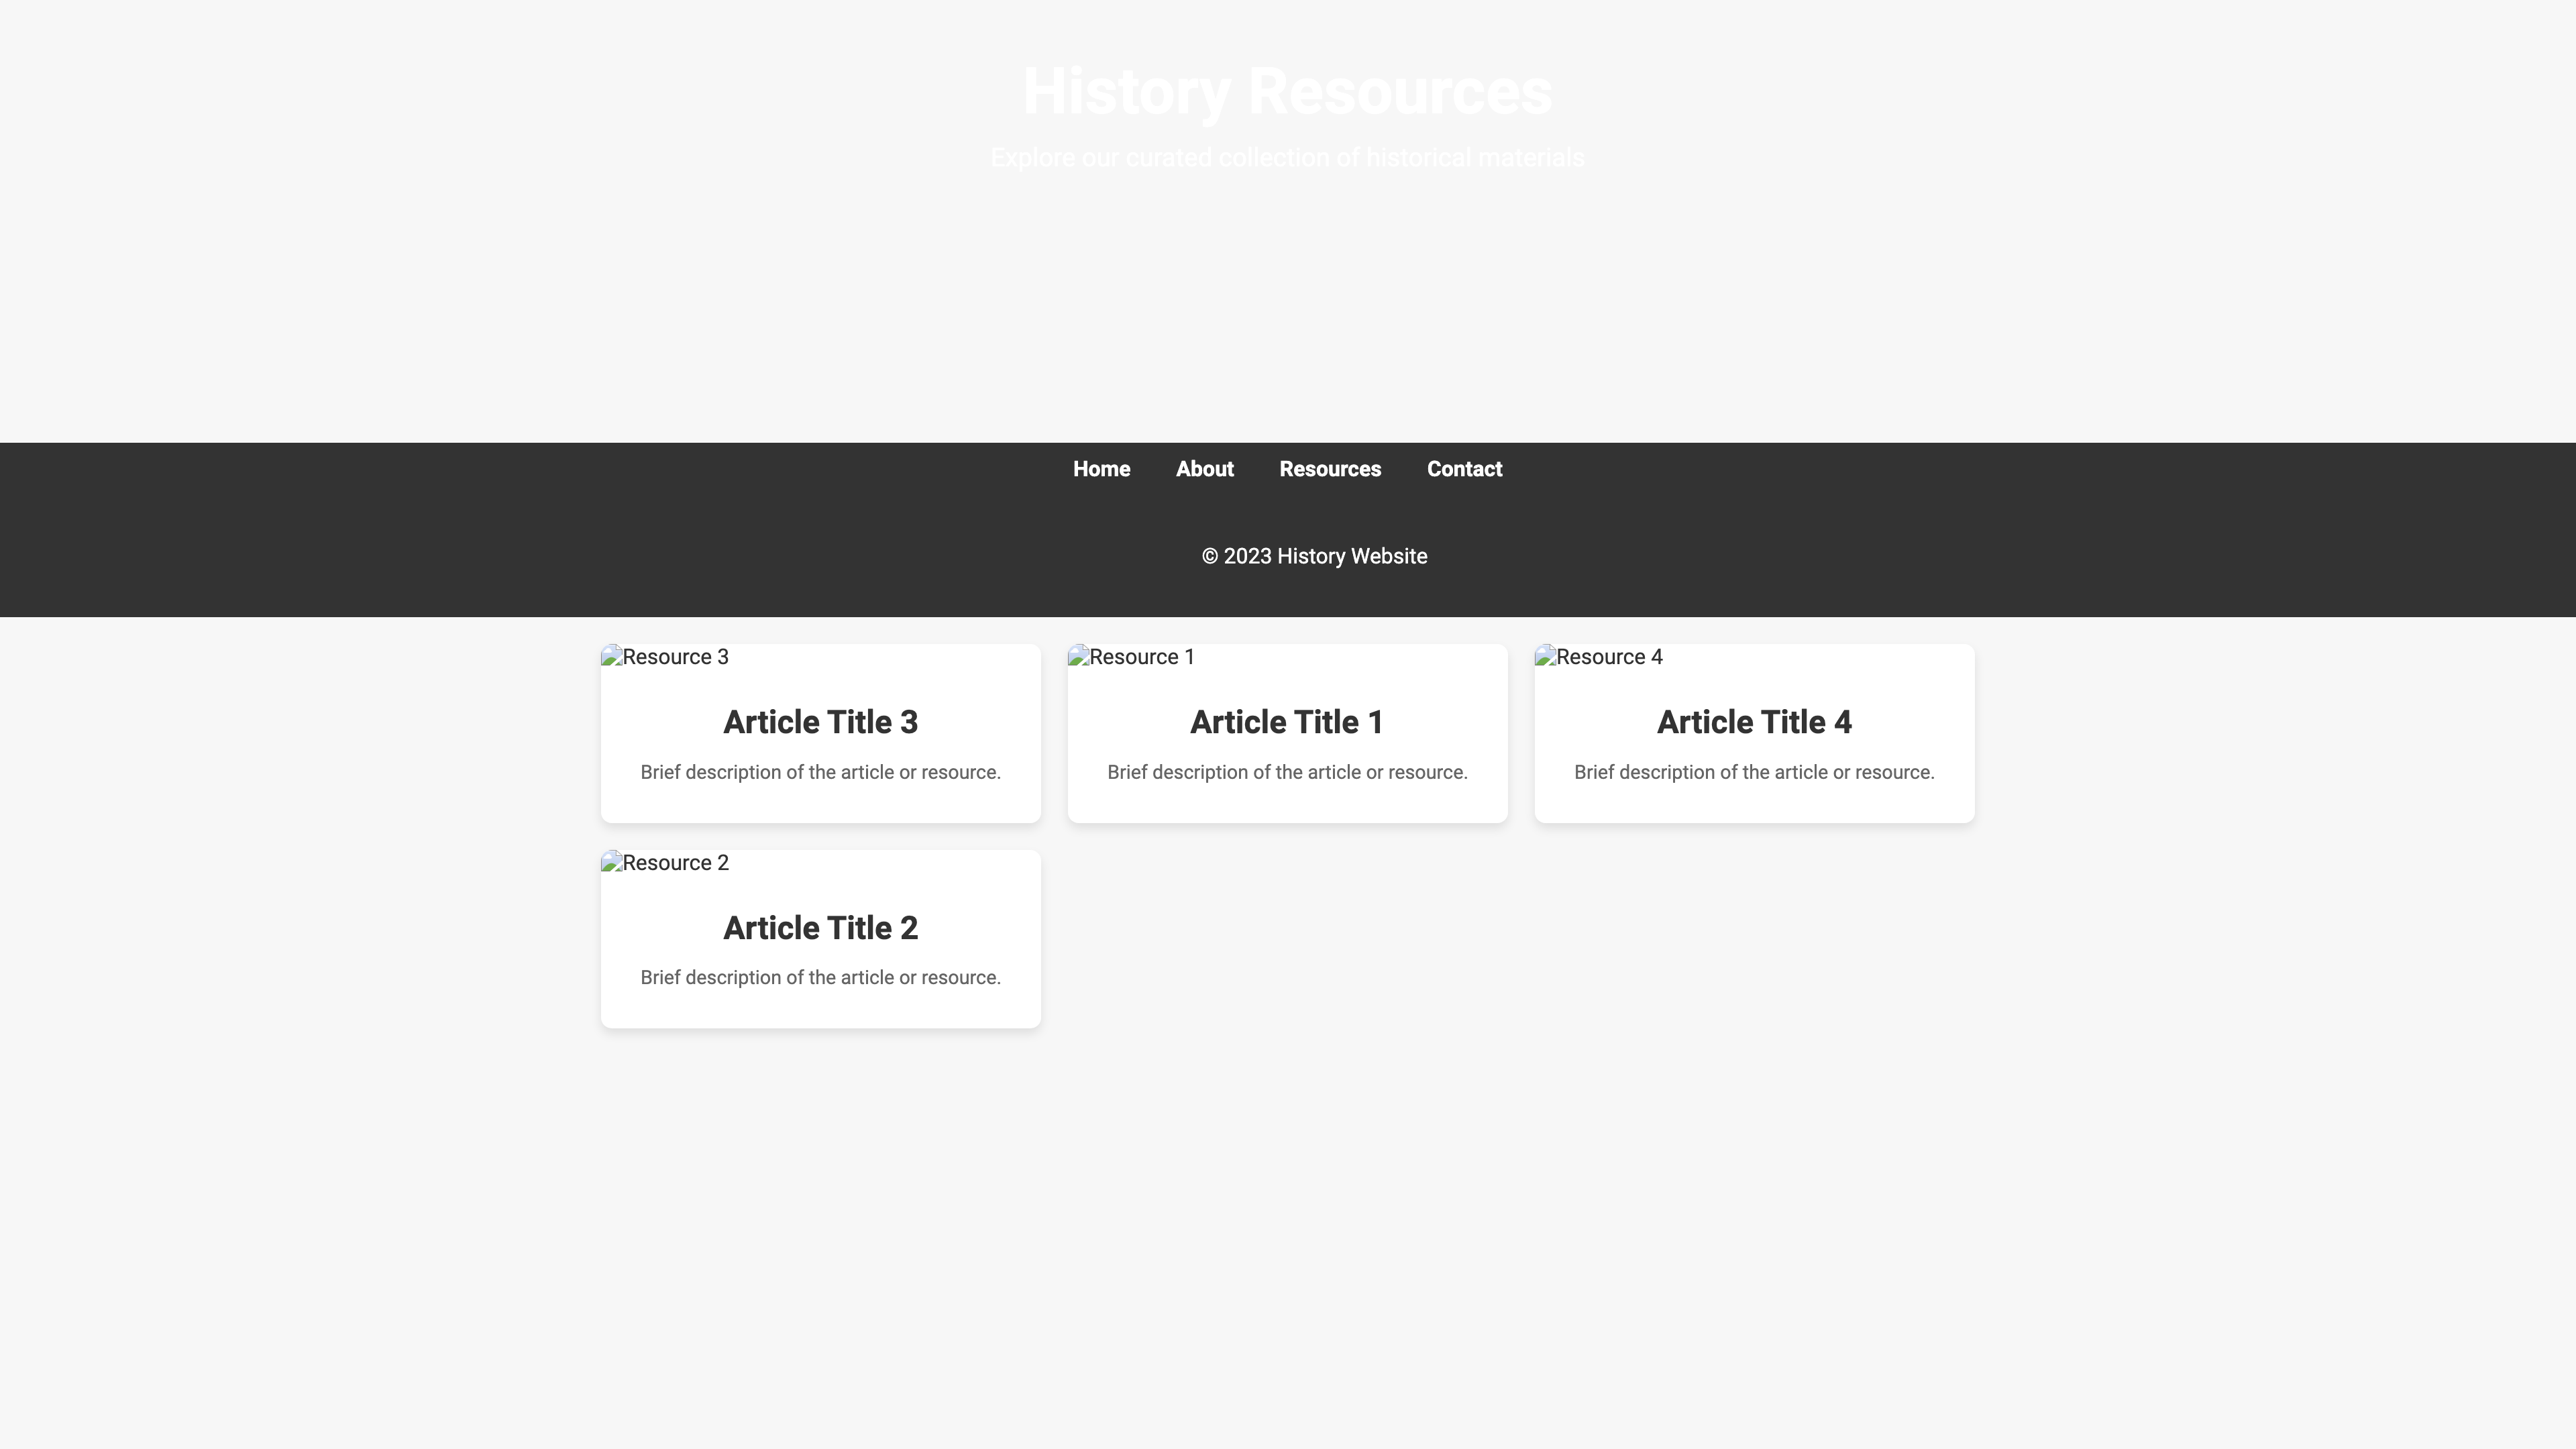 History Resources
Explore our curated collection of historical materials
Home About Resources Contact
© 2023 History Website
Resource 3
Article Title 3
Brief description of the article or resource.
Resource 1
Article Title 1
Brief description of the article or resource.
Resource 4
Article Title 4
Brief description of the article or resource.
Resource 2
Article Title 2
Brief description of the article or resource.